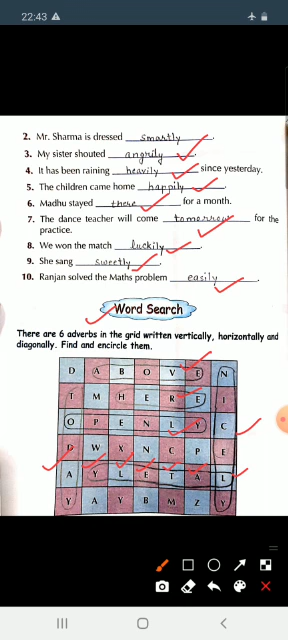 22:43
2. Mr. Sharma is dressed smartly.
3. My sister shouted angrily.
4. It has been raining heavily since yesterday.
5. The children came home happily.
6. Madhu stayed there for a month.
7. The dance teacher will come tomorrow for the
practice.
8. We won the match luckily.
9. She sang sweetly.
10. Ranjan solved the Maths problem easily.
Word Search
There are 6 adverbs in the grid written vertically, horizontally and
diagonally. Find and encircle them.
D A B O V E N
T M H E R E I
O P E N L Y C
D W X N C P E
A Y L E T A L
Y A Y B M Z Y